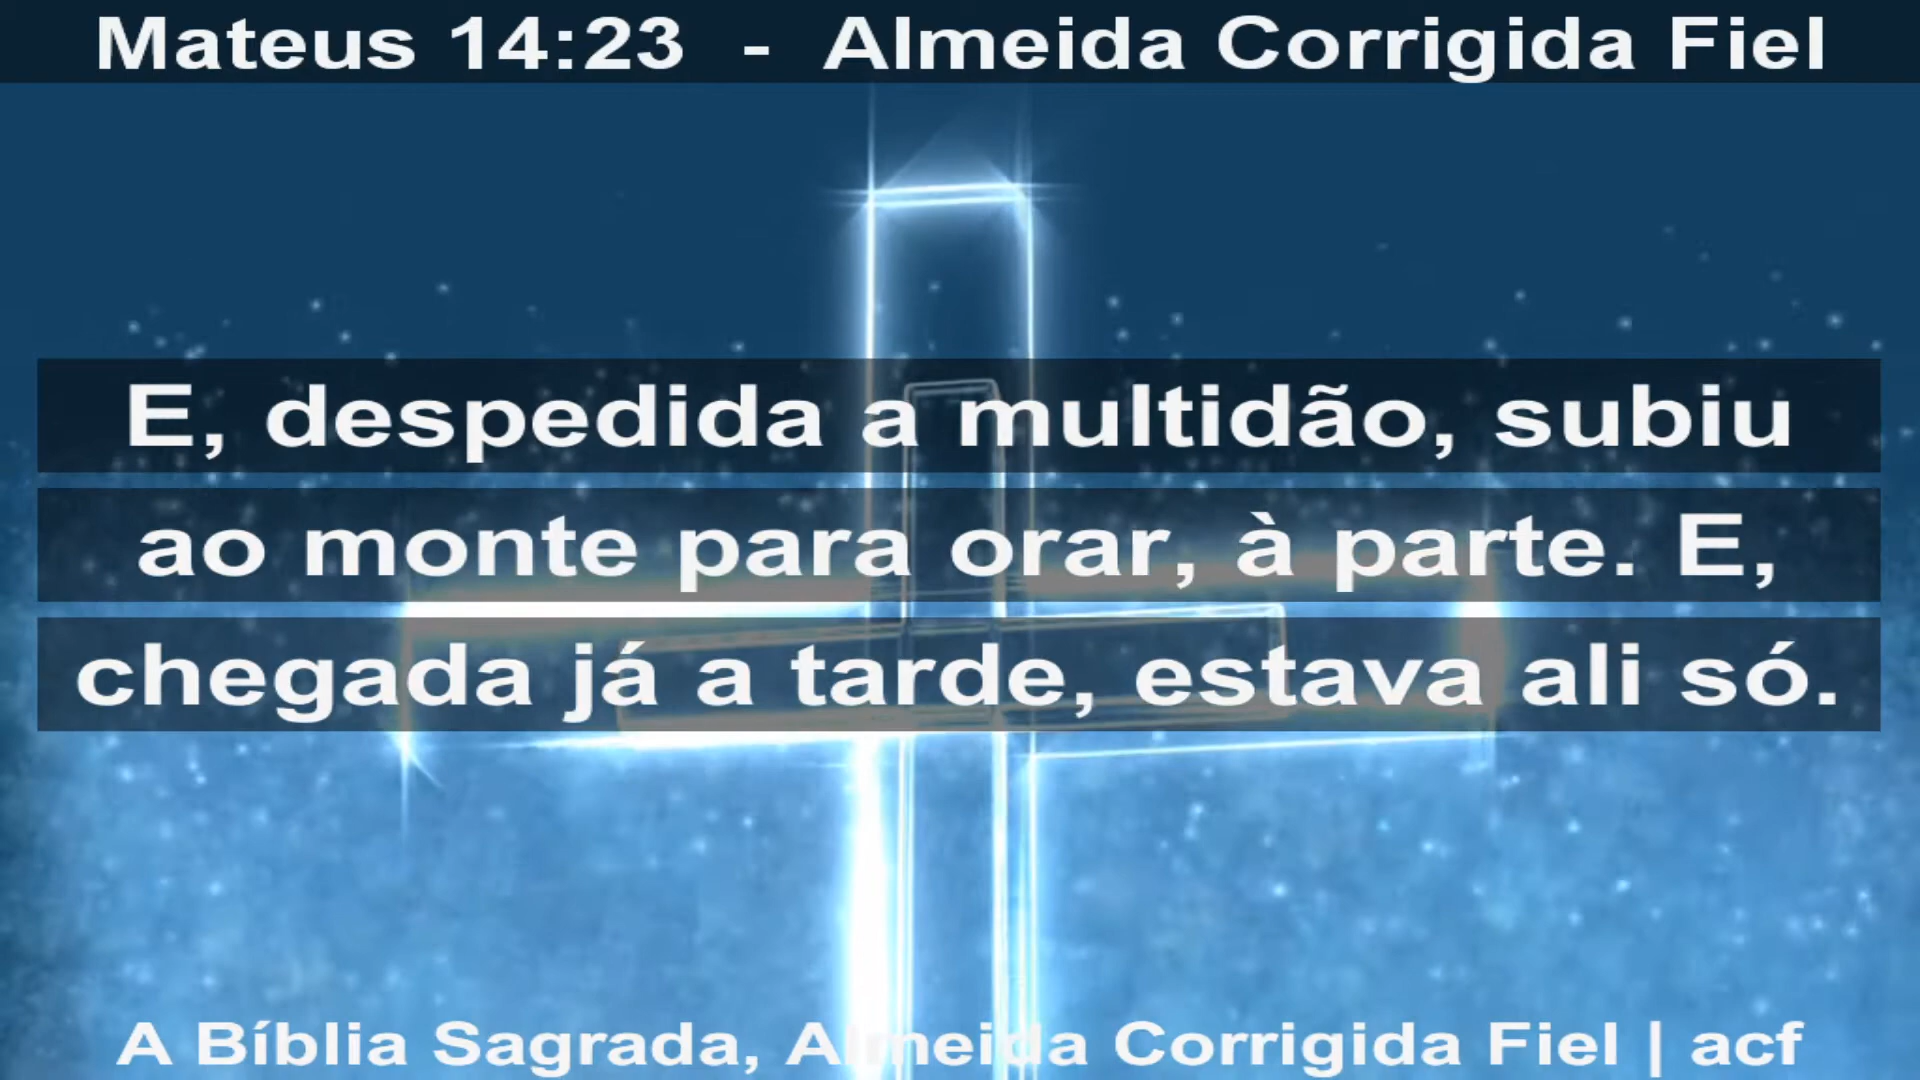 Mateus 14:23 - Almeida Corrigida Fiel
E, despedida a multidão, subiu
ao monte para orar, à parte. E,
chegada já a tarde, estava ali só.
A Bíblia Sagrada, Almeida Corrigida Fiel | acf